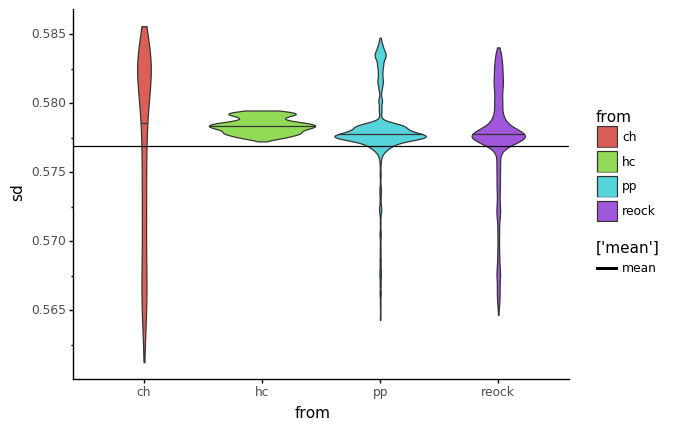 0.585
0.580
0.575
0.570
0.565
sd
ch
hc
pp
reock
from
from
ch
hc
pp
reock
['mean']
mean